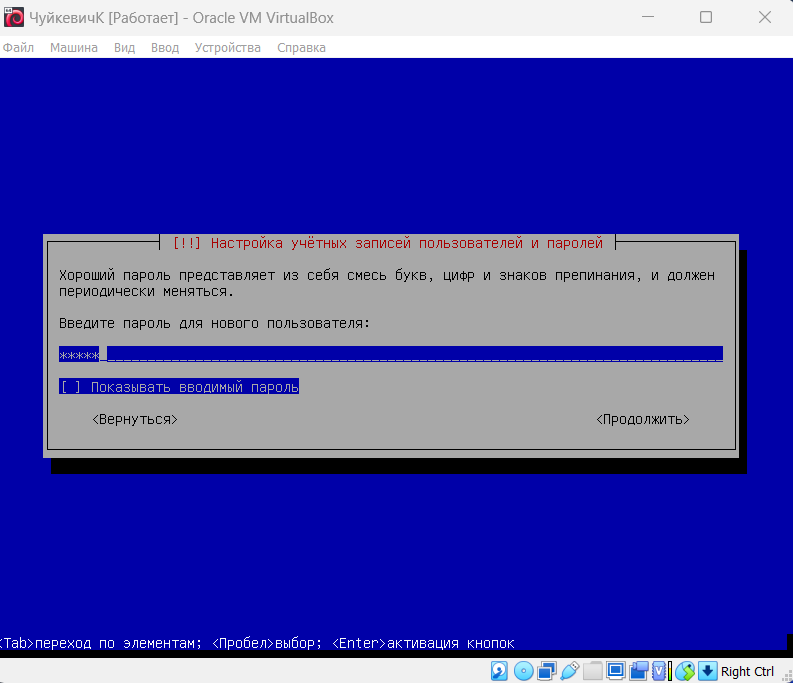 ЧуйкевичК [Работает] - Oracle VM VirtualBox
Файл Машина Вид Ввод Устройства Справка
[!!] Настройка учётных записей пользователей и паролей
Хороший пароль представляет из себя смесь букв, цифр и знаков препинания, и должен
периодически меняться.
Введите пароль для нового пользователя:
*****
[ ] Показывать вводимый пароль
<Вернуться> <Продолжить>
<Tab>переход по элементам; <Пробел>выбор; <Enter>активация кнопок
Right Ctrl